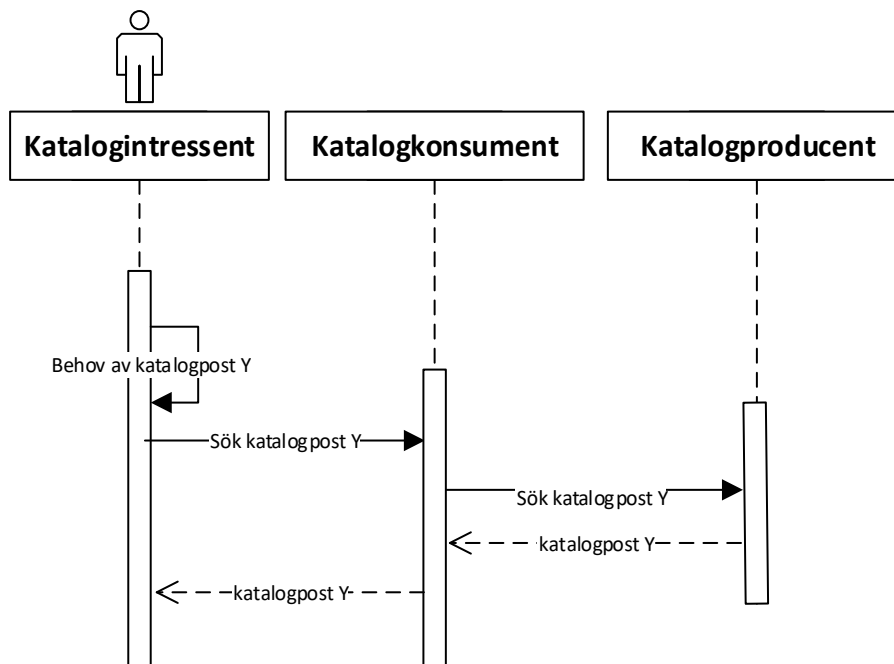 Katalogintressent
Katalogkonsument
Katalogproducent
Behov av katalogpost Y
Sök katalogpost Y
Sök katalogpost Y
katalogpost Y
katalogpost Y